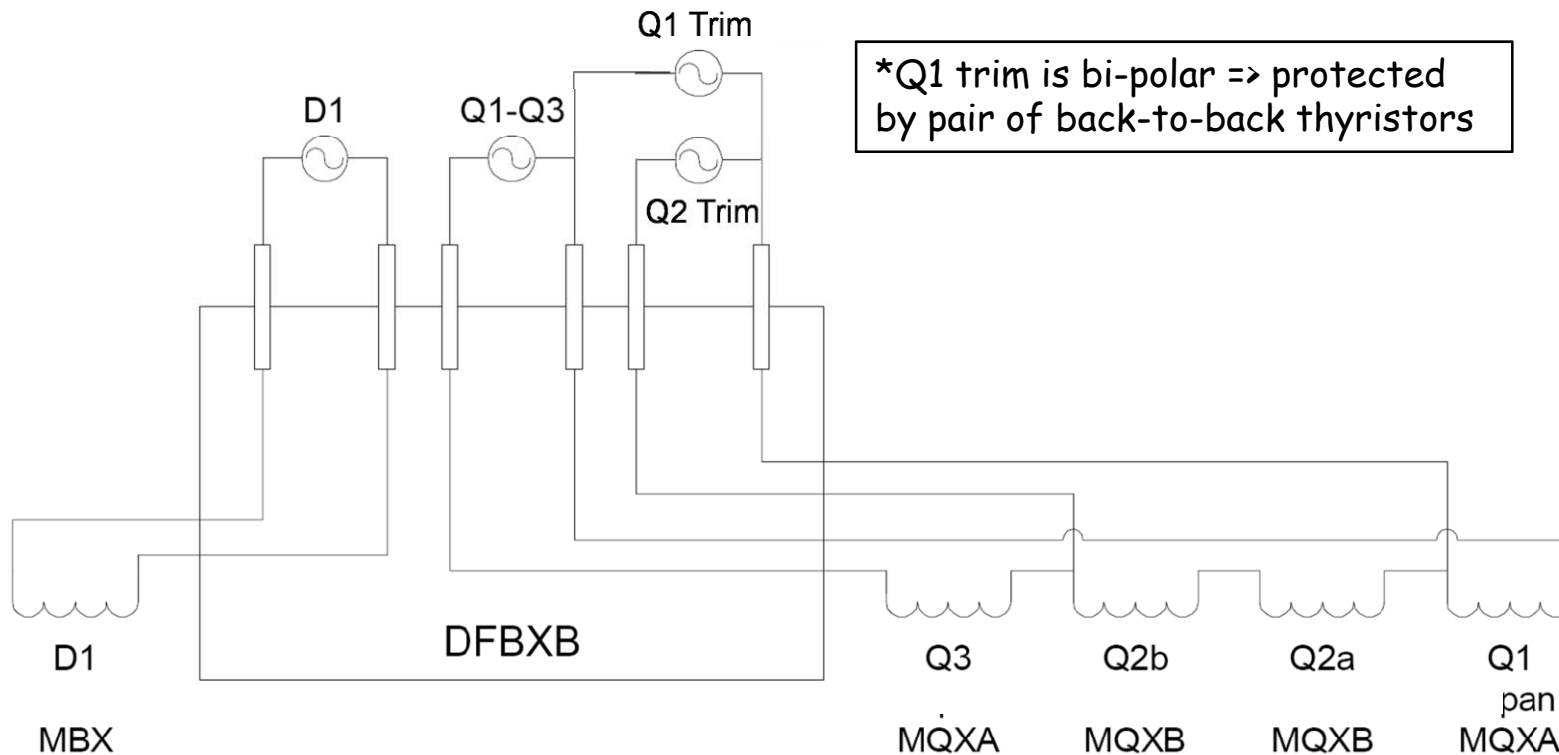 Q1 Trim
*Q1 trim is bi-polar => protected
by pair of back-to-back thyristors
D1
Q1-Q3
Q2 Trim
DFBXB
D1
Q3
Q2b
Q2a
Q1
pan
MBX
MQXA
MQXB
MQXB
MQXA